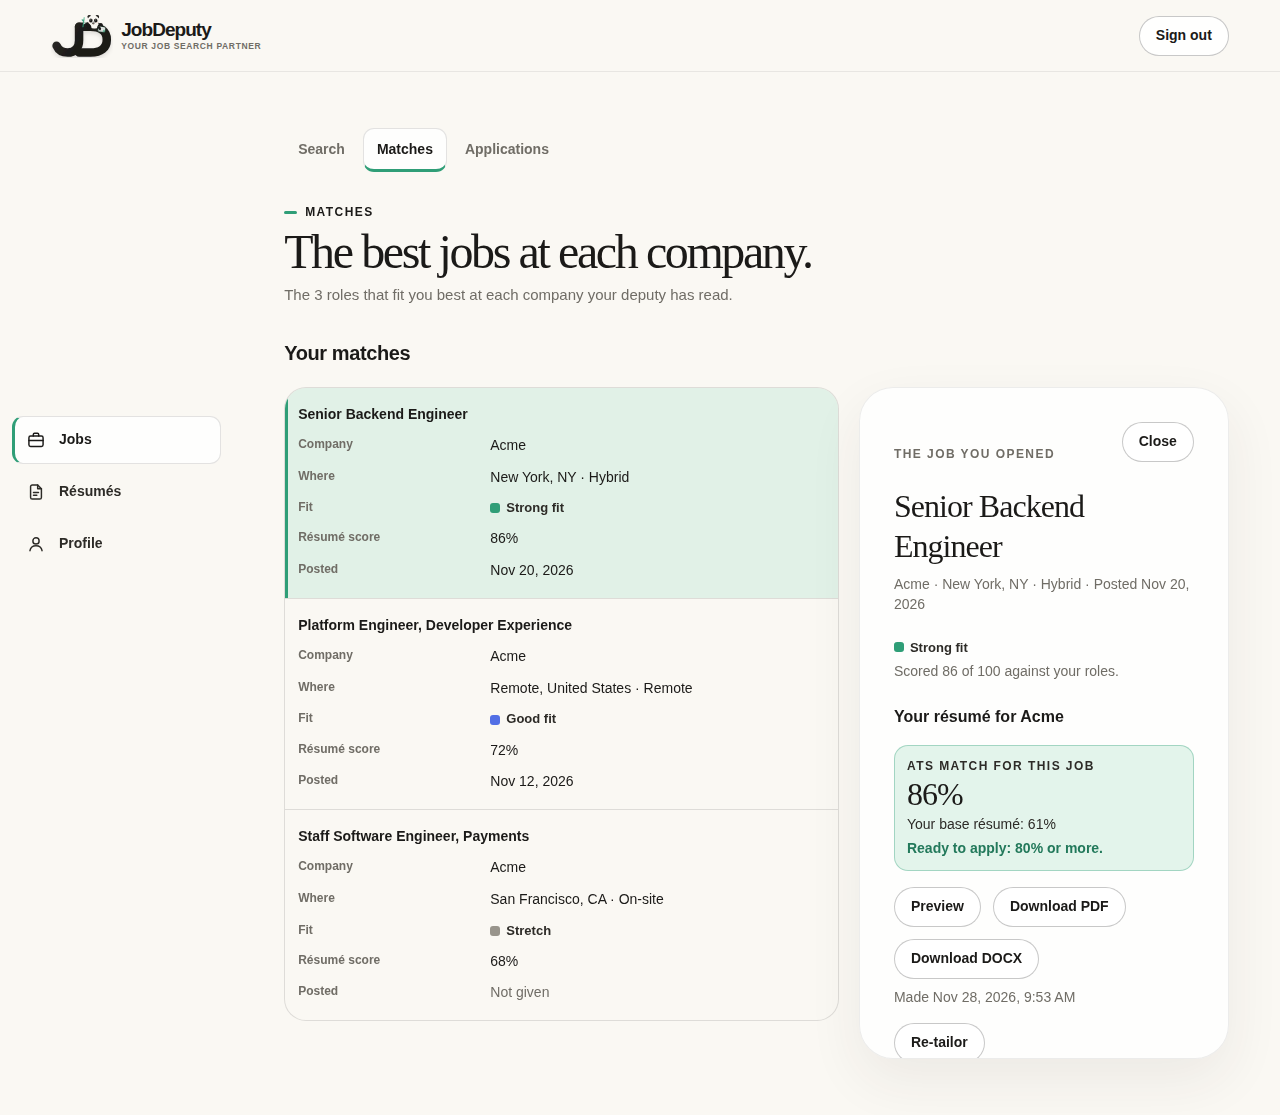 JobDeputy
YOUR JOB SEARCH PARTNER
Sign out
Search
Matches
Applications
MATCHES
The best jobs at each company.
The 3 roles that fit you best at each company your deputy has read.
Your matches
Jobs
Résumés
Profile
Senior Backend Engineer
Company Acme
Where New York, NY · Hybrid
Fit Strong fit
Résumé score 86%
Posted Nov 20, 2026
Platform Engineer, Developer Experience
Company Acme
Where Remote, United States · Remote
Fit Good fit
Résumé score 72%
Posted Nov 12, 2026
Staff Software Engineer, Payments
Company Acme
Where San Francisco, CA · On-site
Fit Stretch
Résumé score 68%
Posted Not given
THE JOB YOU OPENED
Close
Senior Backend
Engineer
Acme · New York, NY · Hybrid · Posted Nov 20,
2026
Strong fit
Scored 86 of 100 against your roles.
Your résumé for Acme
ATS MATCH FOR THIS JOB
86%
Your base résumé: 61%
Ready to apply: 80% or more.
Preview
Download PDF
Download DOCX
Made Nov 28, 2026, 9:53 AM
Re-tailor